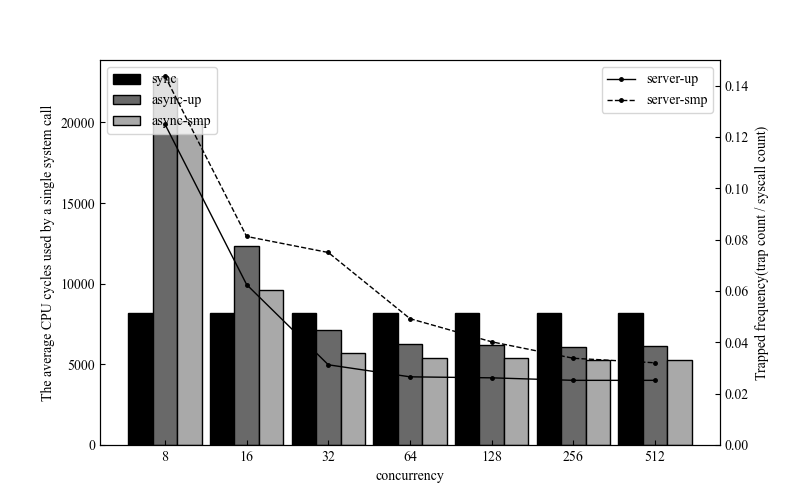 sync
async-up
async-smp
server-up
server-smp
The average CPU cycles used by a single system call
20000
15000
10000
5000
0
0.14
0.12
0.10
0.08
0.06
0.04
0.02
0.00
Trapped frequency(trap count / syscall count)
8 16 32 64 128 256 512
concurrency